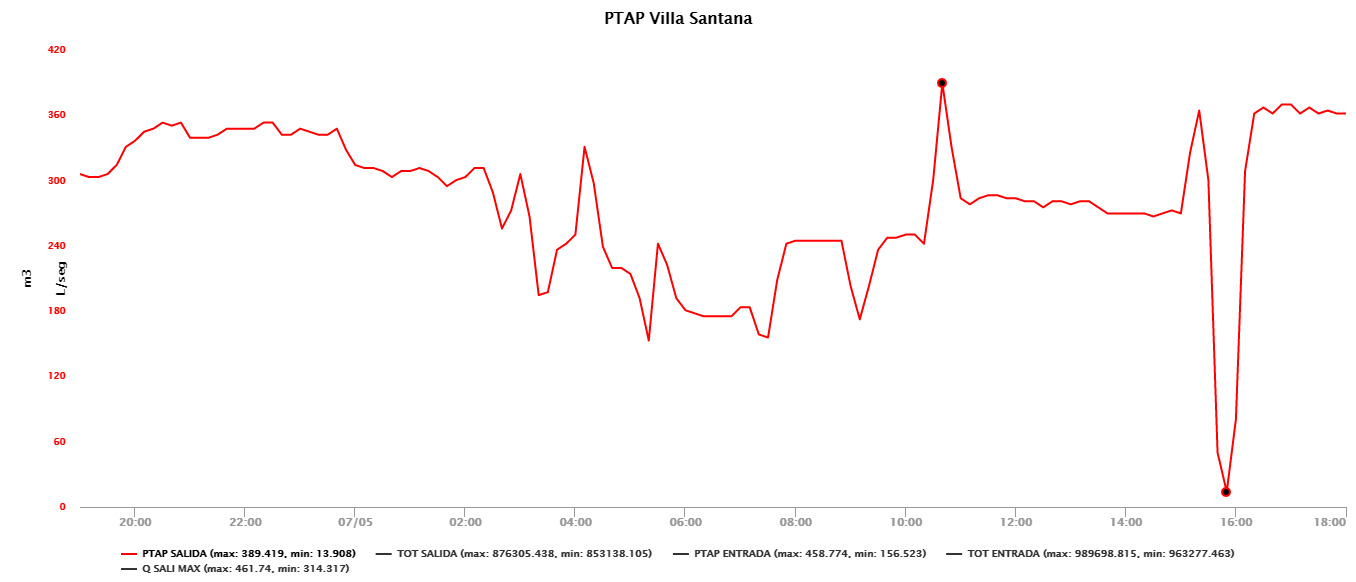 PTAP Villa Santana
420
360
300
240
180
120
60
0
m3
L/seg
20:00 22:00 07/05 02:00 04:00 06:00 08:00 10:00 12:00 14:00 16:00 18:00
PTAP SALIDA (max: 389.419, min: 13.908) TOT SALIDA (max: 876305.438, min: 853138.105) PTAP ENTRADA (max: 458.774, min: 156.523) TOT ENTRADA (max: 989698.815, min: 963277.463)
Q SALI MAX (max: 461.74, min: 314.317)